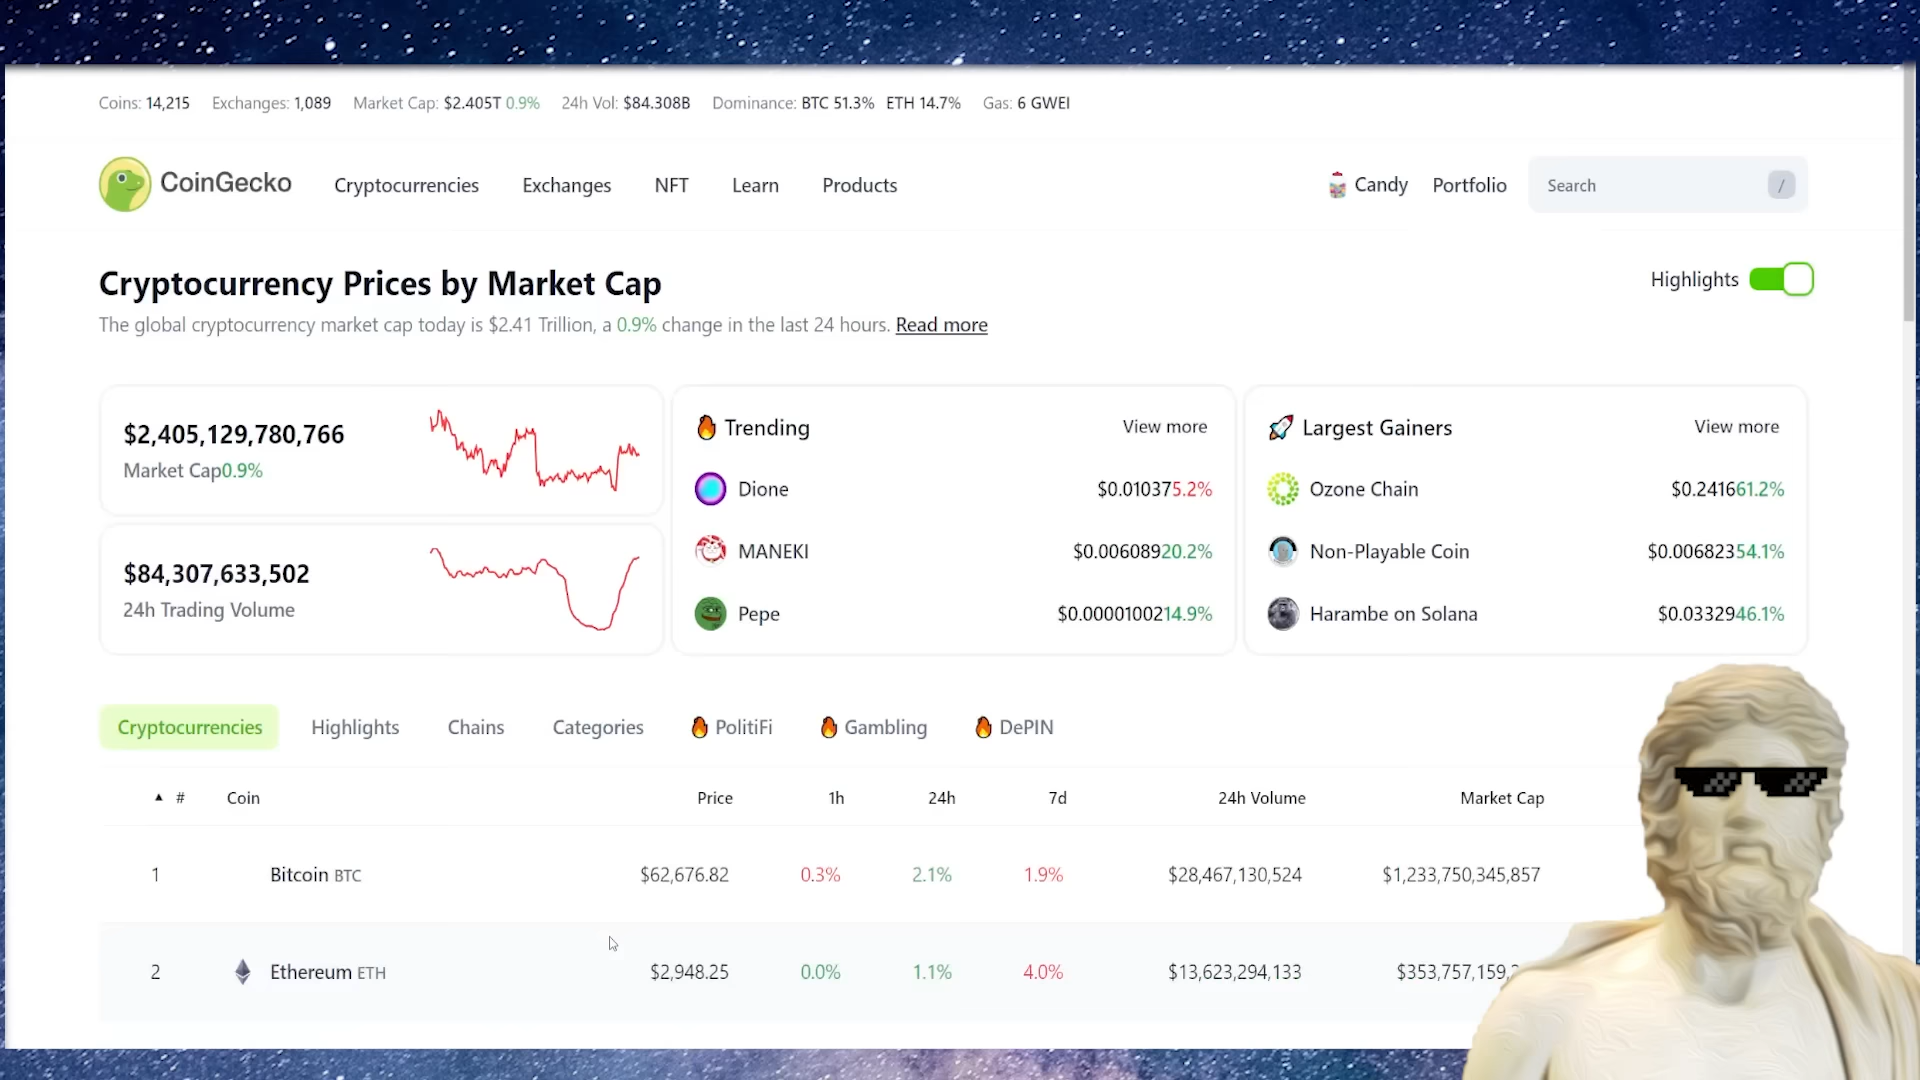 Coins: 14,215 Exchanges: 1,089 Market Cap: $2.405T 0.9% 24h Vol: $84.308B Dominance: BTC 51.3% ETH 14.7% Gas: 6 GWEI
CoinGecko Cryptocurrencies Exchanges NFT Learn Products Candy Portfolio Search /
Cryptocurrency Prices by Market Cap Highlights
The global cryptocurrency market cap today is $2.41 Trillion, a 0.9% change in the last 24 hours. Read more
$2,405,129,780,766
Market Cap0.9%
$84,307,633,502
24h Trading Volume
Trending View more
Dione $0.010375.2%
MANEKI $0.00608920.2%
Pepe $0.0000100214.9%
Largest Gainers View more
Ozone Chain $0.241661.2%
Non-Playable Coin $0.00682354.1%
Harambe on Solana $0.0332946.1%
Cryptocurrencies Highlights Chains Categories PolitiFi Gambling DePIN
# Coin Price 1h 24h 7d 24h Volume Market Cap
1 Bitcoin BTC $62,676.82 0.3% 2.1% 1.9% $28,467,130,524 $1,233,750,345,857
2 Ethereum ETH $2,948.25 0.0% 1.1% 4.0% $13,623,294,133 $353,757,159,